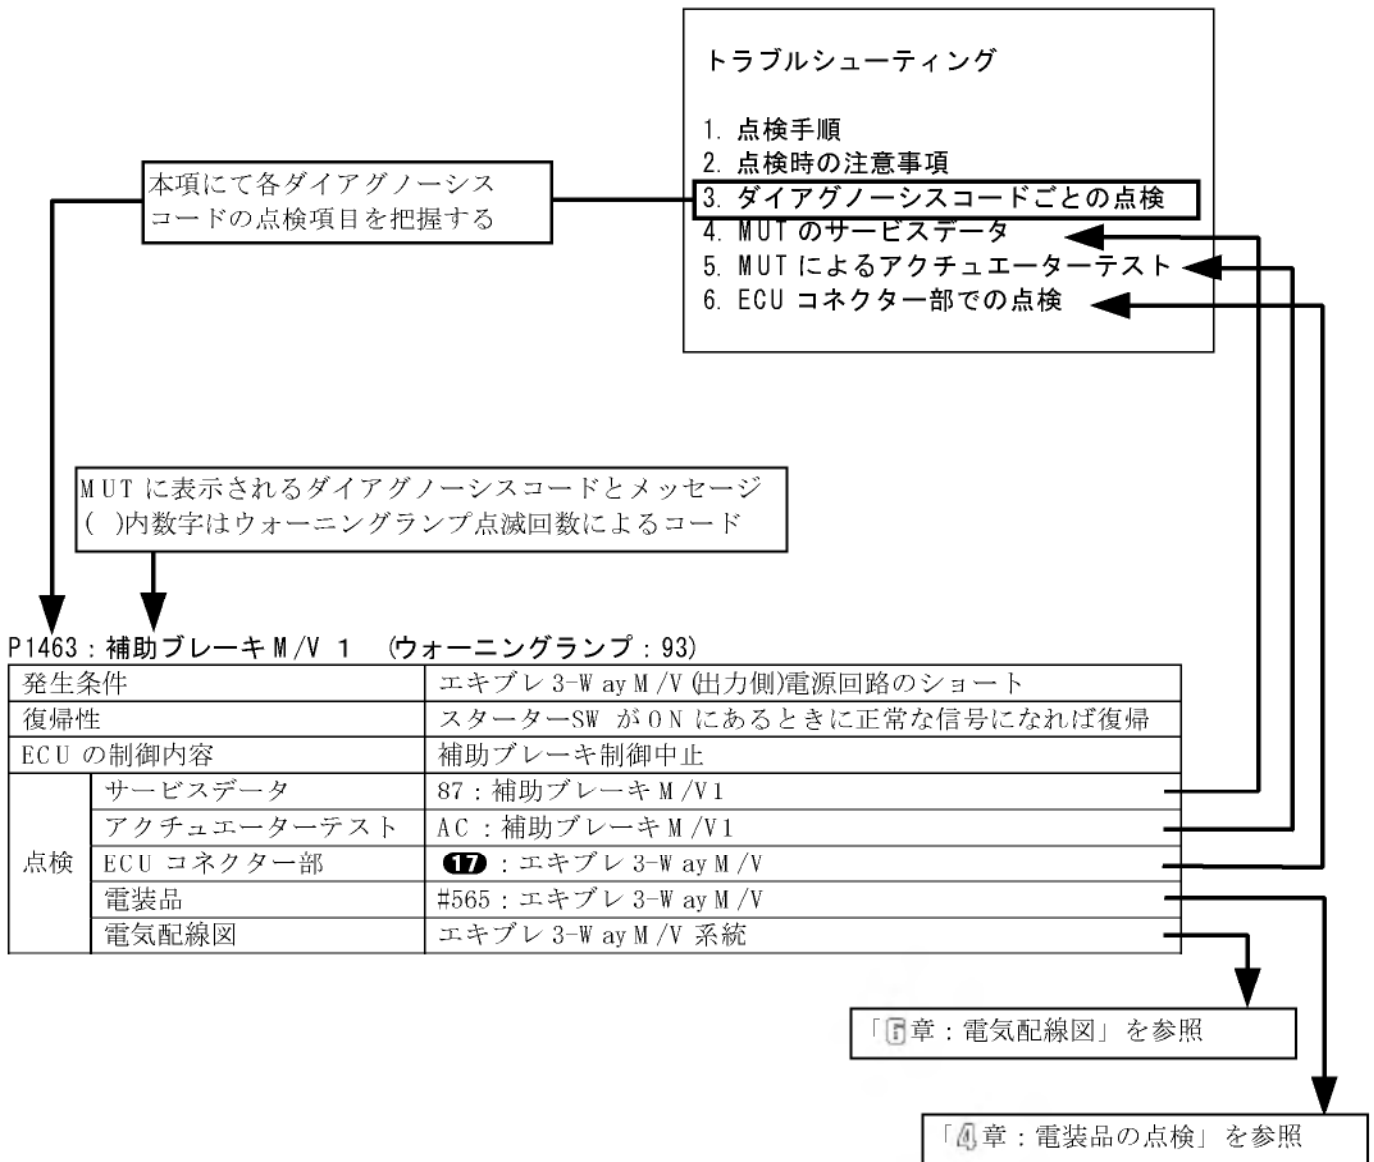 トラブルシューティング
1. 点検手順
2. 点検時の注意事項
3. ダイアグノーシスコードごとの点検
4. MUT のサービスデータ
5. MUT によるアクチュエーターテスト
6. ECU コネクター部での点検
本項にて各ダイアグノーシス
コードの点検項目を把握する
MUT に表示されるダイアグノーシスコードとメッセージ
( )内数字はウォーニングランプ点滅回数によるコード
P1463：補助ブレーキ M/V 1 (ウォーニングランプ：93)
発生条件 エキブレ 3-Way M/V (出力側)電源回路のショート
復帰性 スターターSW が ON にあるときに正常な信号になれば復帰
ECU の制御内容 補助ブレーキ制御中止
点検
サービスデータ 87：補助ブレーキ M/V1
アクチュエーターテスト AC：補助ブレーキ M/V1
ECU コネクター部 17：エキブレ 3-Way M/V
電装品 #565：エキブレ 3-Way M/V
電気配線図 エキブレ 3-Way M/V 系統
「6章：電気配線図」を参照
「4章：電装品の点検」を参照